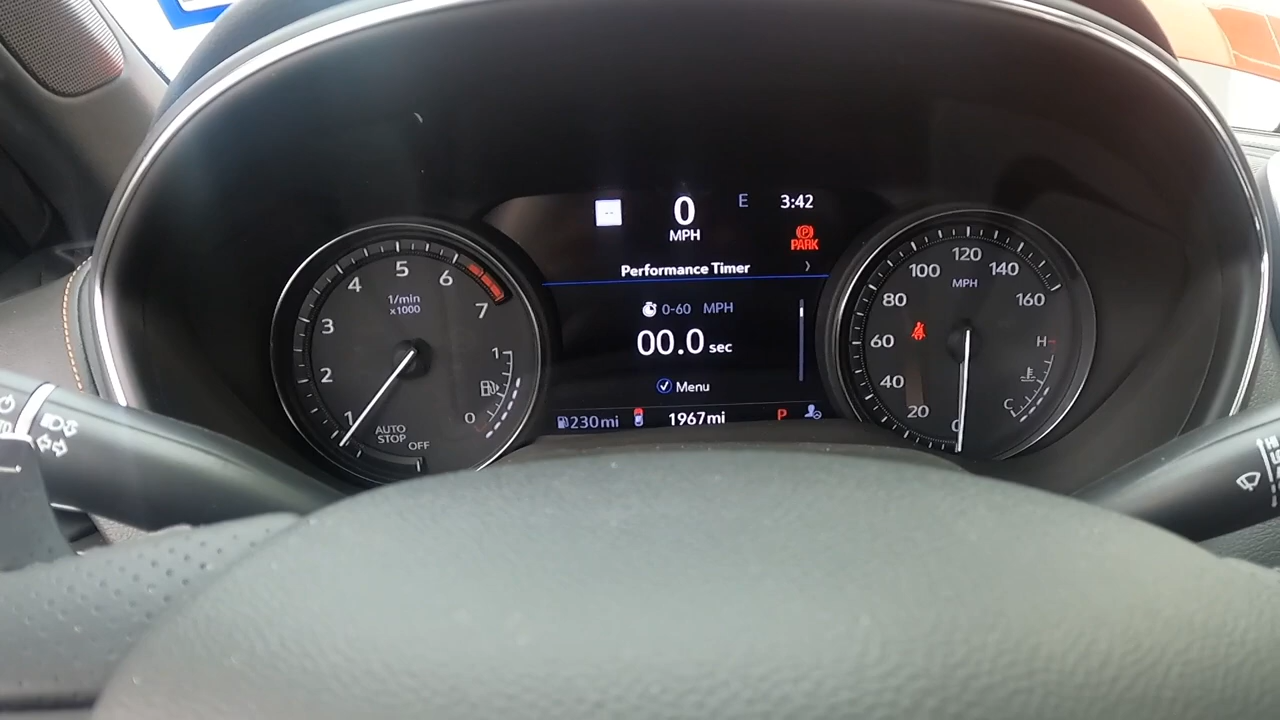 0
MPH
E
3:42
PARK
Performance Timer
0-60 MPH
00.0 sec
Menu
230mi
1967mi
P
1
2
3
4
5
6
7
1/min
x1000
AUTO
STOP
OFF
1
0
0
20
40
60
80
100
120
140
160
MPH
H
C